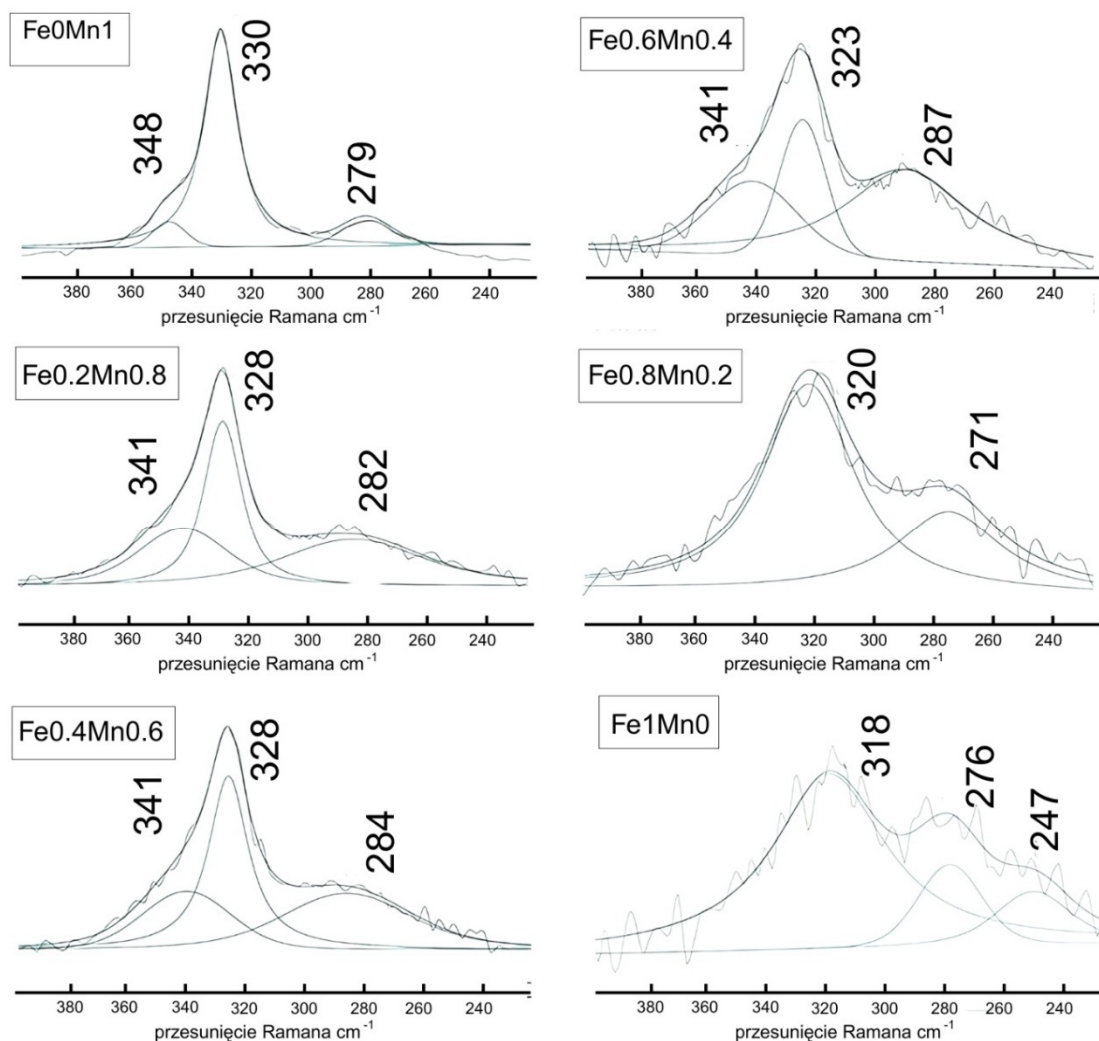 Fe0Mn1
348
330
279
380 360 340 320 300 280 260 240
przesunięcie Ramana cm-1
Fe0.6Mn0.4
341
323
287
380 360 340 320 300 280 260 240
przesunięcie Ramana cm-1
Fe0.2Mn0.8
341
328
282
380 360 340 320 300 280 260 240
przesunięcie Ramana cm-1
Fe0.8Mn0.2
320
271
380 360 340 320 300 280 260 240
przesunięcie Ramana cm-1
Fe0.4Mn0.6
341
328
284
380 360 340 320 300 280 260 240
przesunięcie Ramana cm-1
Fe1Mn0
318
276
247
380 360 340 320 300 280 260 240
przesunięcie Ramana cm-1